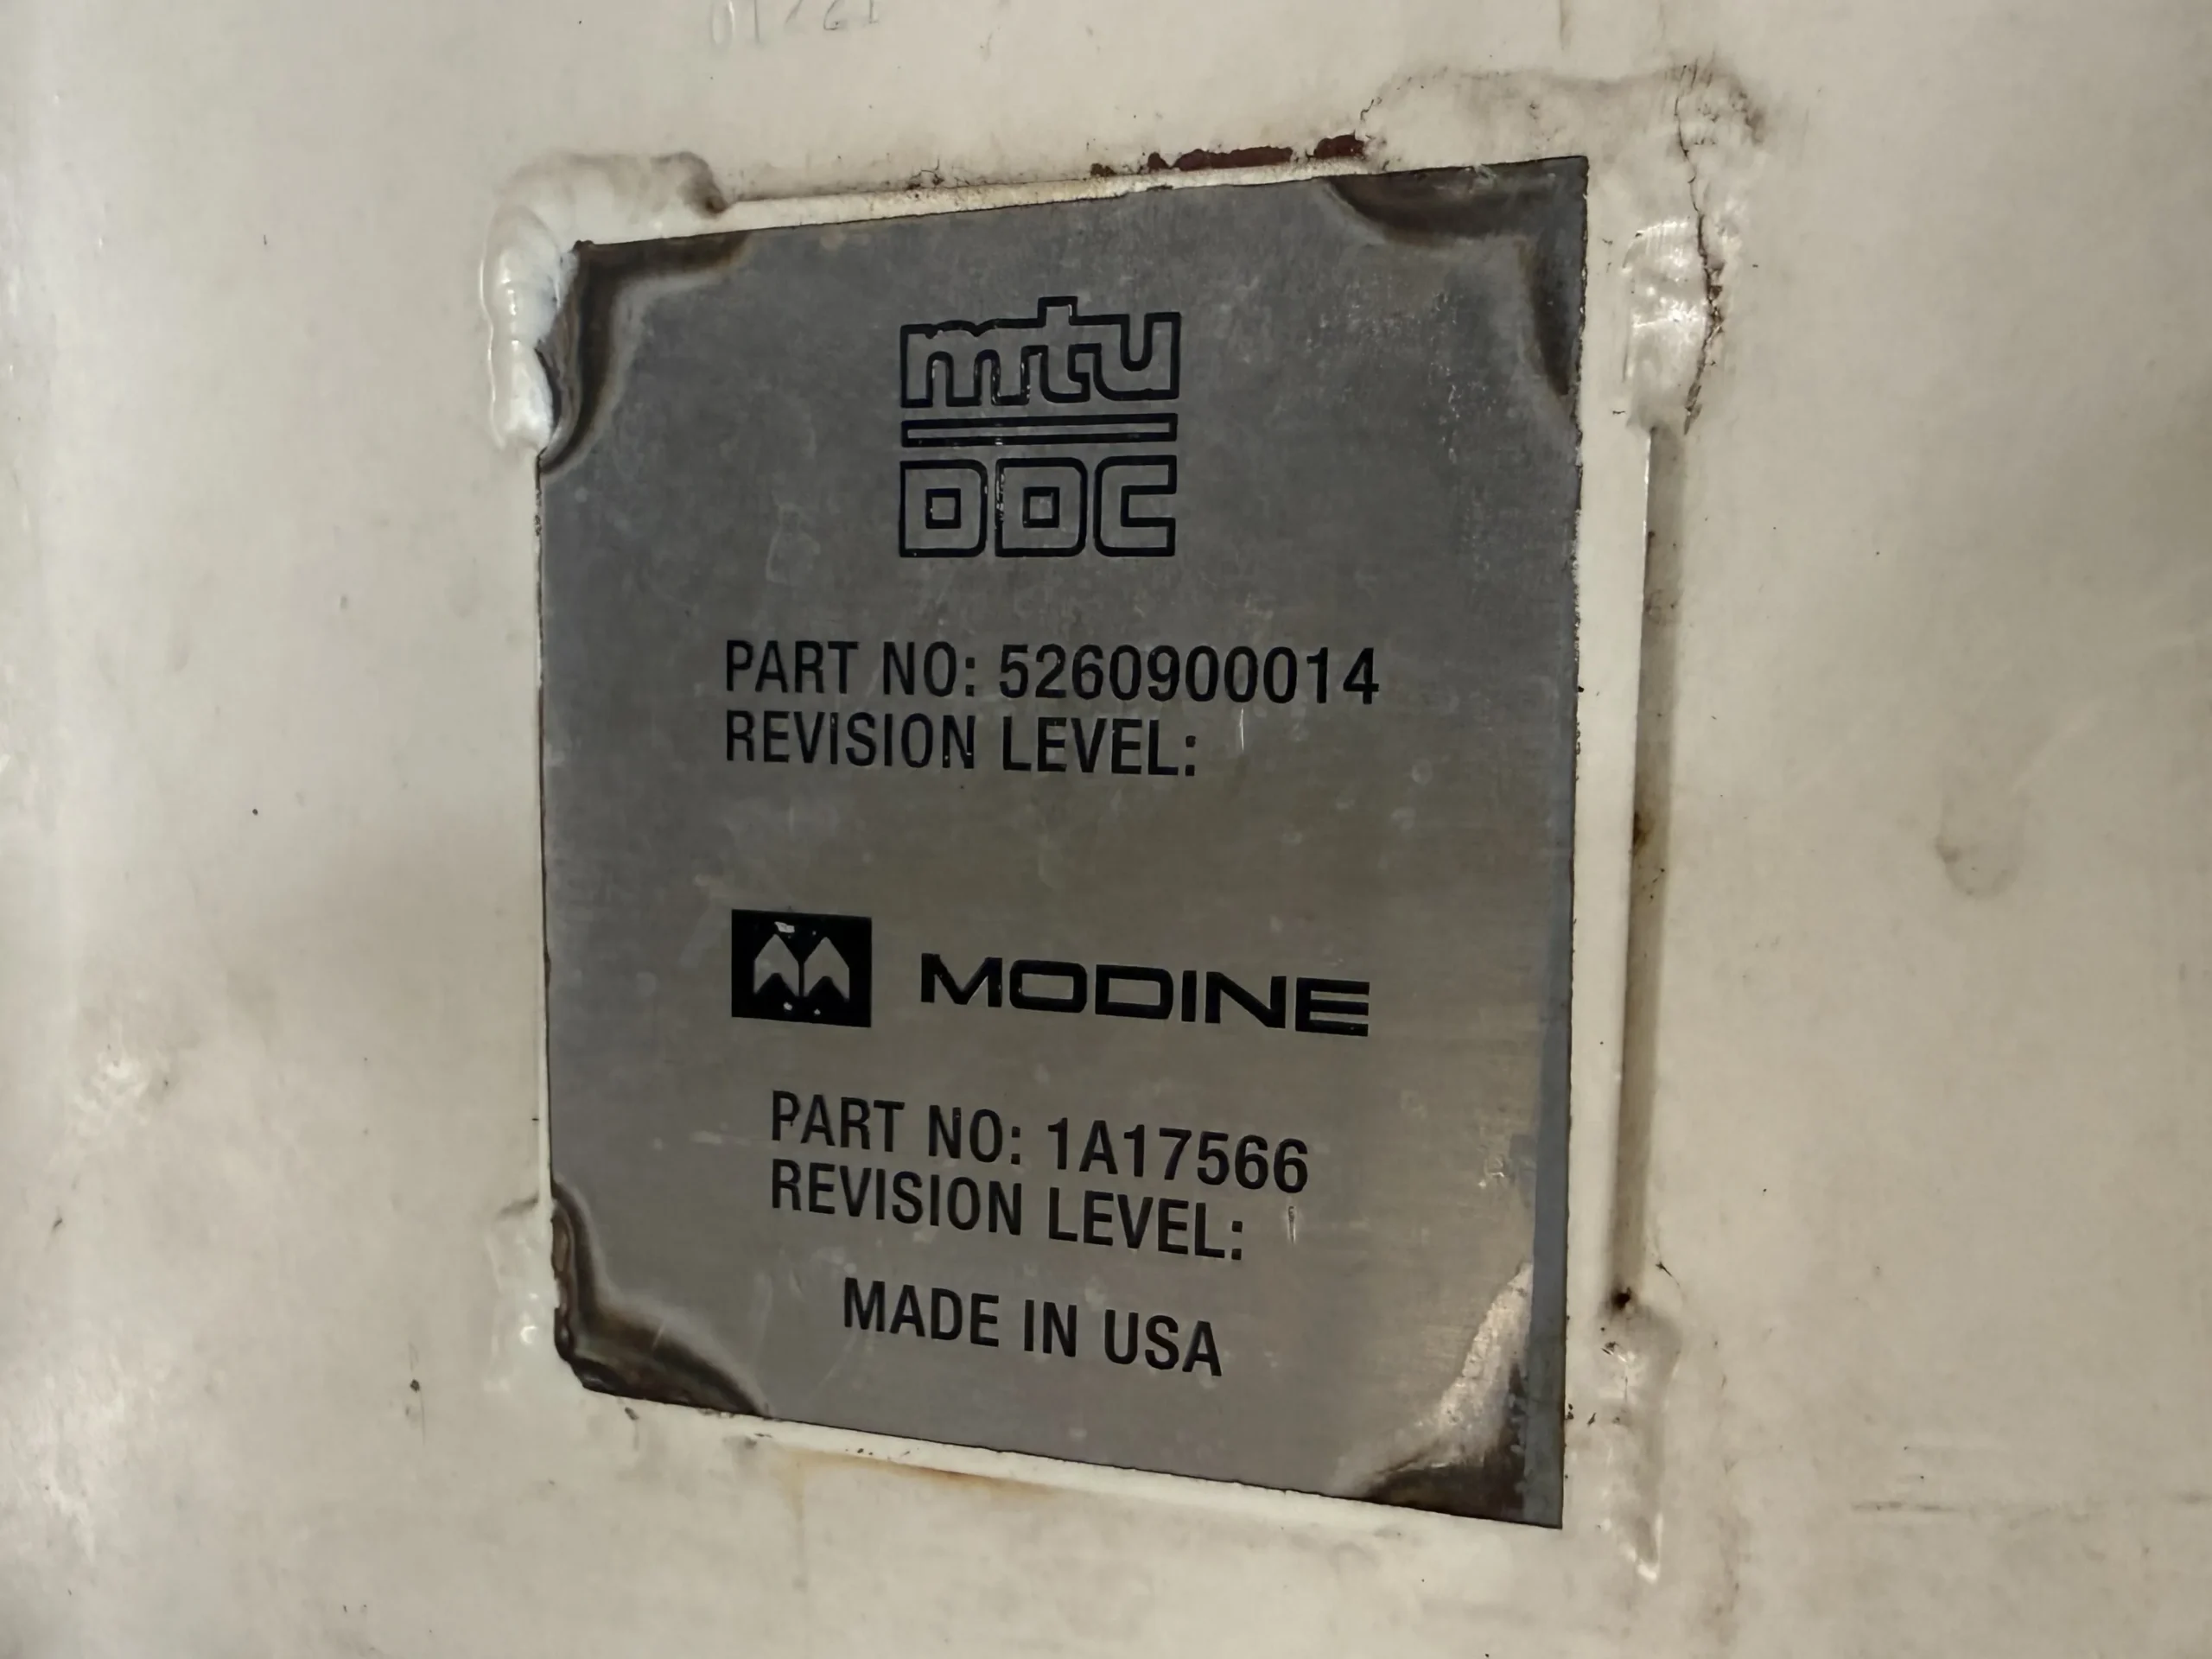 mtu
DDC
PART NO: 5260900014
REVISION LEVEL:
MODINE
PART NO: 1A17566
REVISION LEVEL:
MADE IN USA